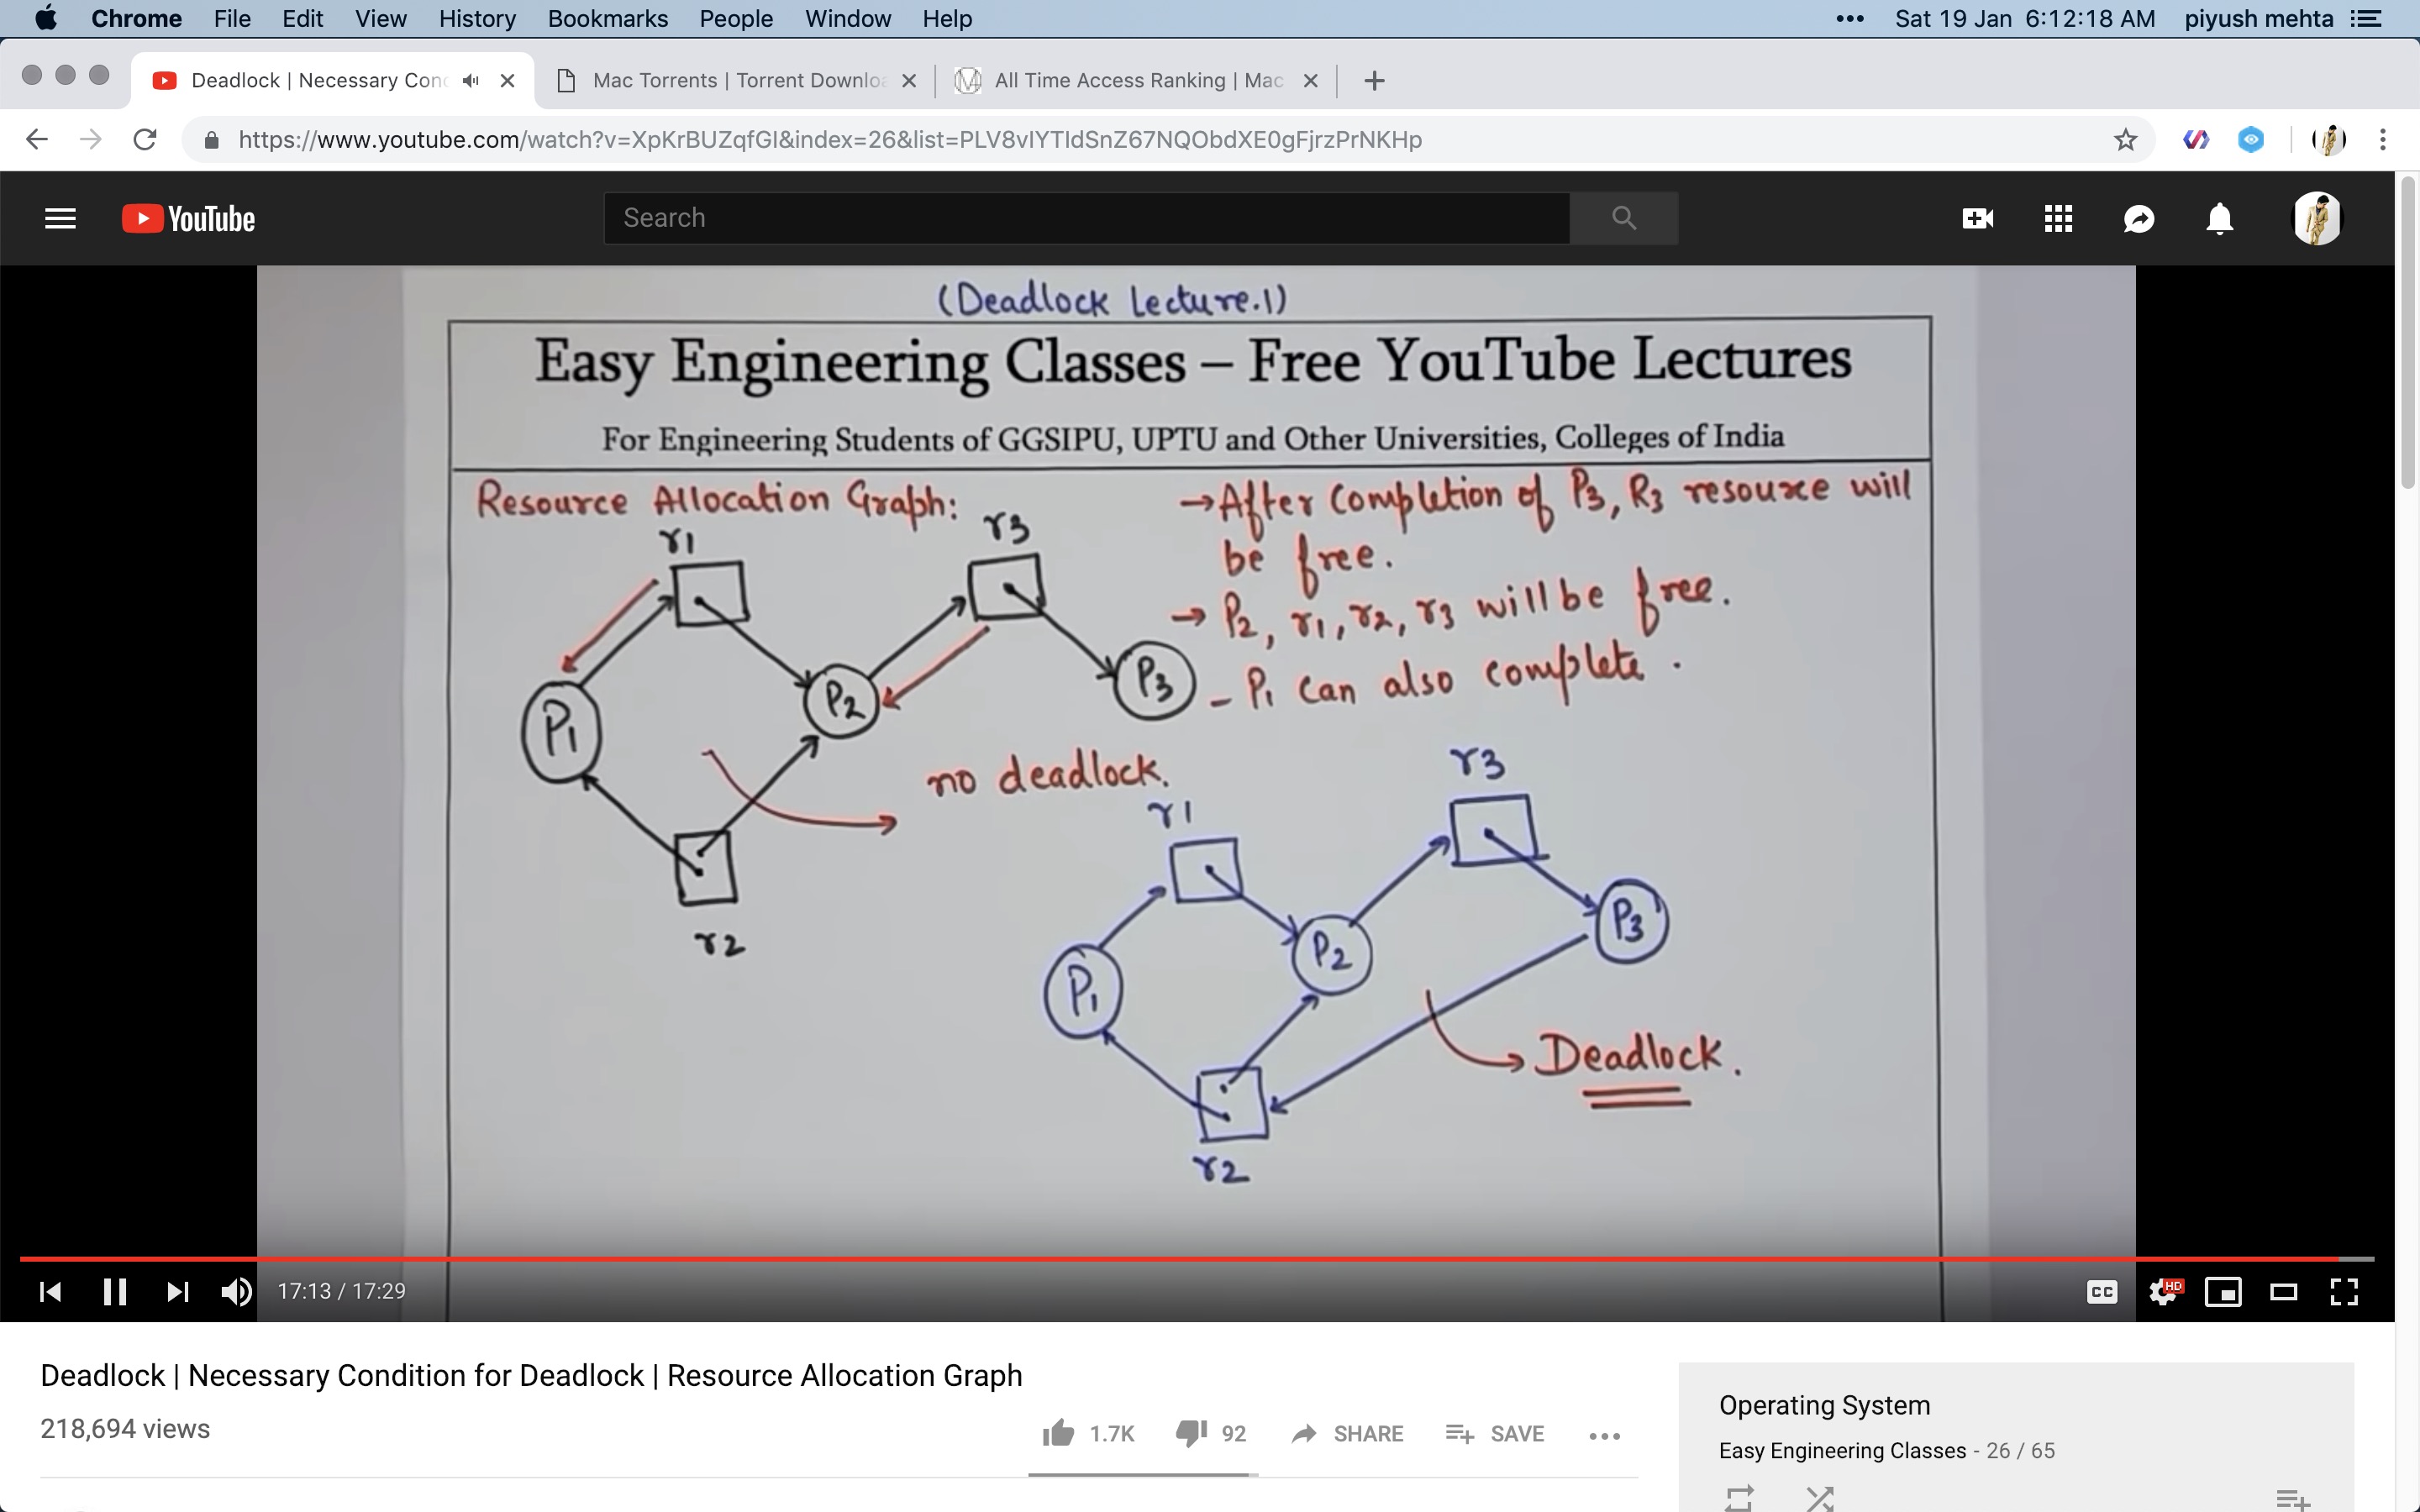 Chrome File Edit View History Bookmarks People Window Help ••• Sat 19 Jan 6:12:18 AM piyush mehta
Deadlock | Necessary Con Mac Torrents | Torrent Downlo All Time Access Ranking | Mac
https://www.youtube.com/watch?v=XpKrBUZqfGI&index=26&list=PLV8vIYTIdSnZ67NQObdXE0gFjrzPrNKHp
YouTube Search
(Deadlock Lecture.1)
Easy Engineering Classes – Free YouTube Lectures
For Engineering Students of GGSIPU, UPTU and Other Universities, Colleges of India
Resource Allocation Graph:
→ After Completion of P3, R3 resource will
be free.
→ P2, r1, r2, r3 will be free.
- P1 can also complete.
r1
r3
P1
P2
P3
r2
no deadlock.
r1
r3
P1
P2
P3
r2
Deadlock.
17:13 / 17:29 CC HD
Deadlock | Necessary Condition for Deadlock | Resource Allocation Graph
218,694 views
1.7K 92 SHARE SAVE
Operating System
Easy Engineering Classes - 26 / 65